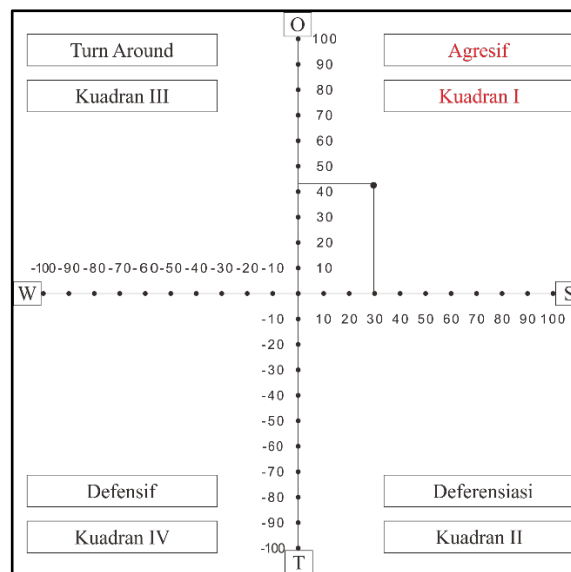 O
Turn Around
Agresif
Kuadran III
Kuadran I
100
90
80
70
60
50
40
30
20
10
-100 -90 -80 -70 -60 -50 -40 -30 -20 -10
W
S
10 20 30 40 50 60 70 80 90 100
-10
-20
-30
-40
-50
-60
-70
-80
-90
-100
Defensif
Deferensiasi
Kuadran IV
Kuadran II
T